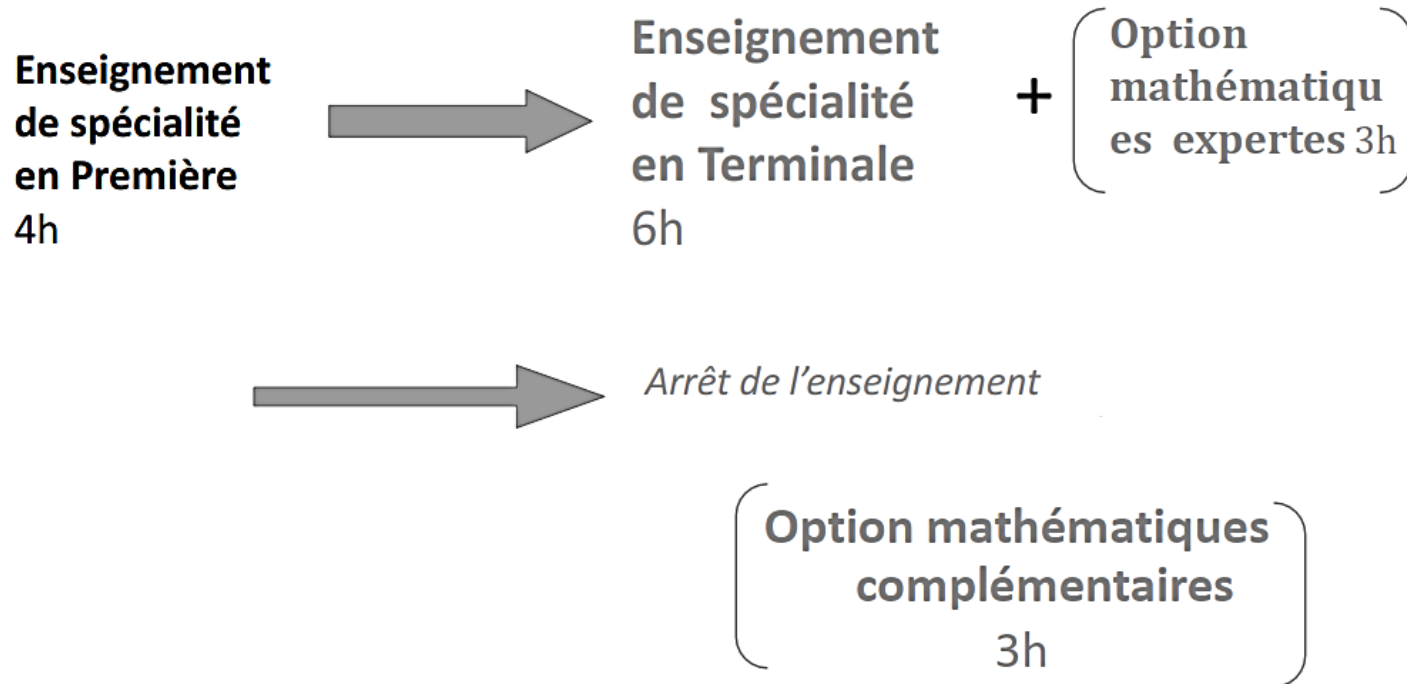 Enseignement
de spécialité
en Première
4h
Enseignement
de spécialité
en Terminale
6h
+
Option
mathématiqu
es expertes 3h
Arrêt de l’enseignement
Option mathématiques
complémentaires
3h